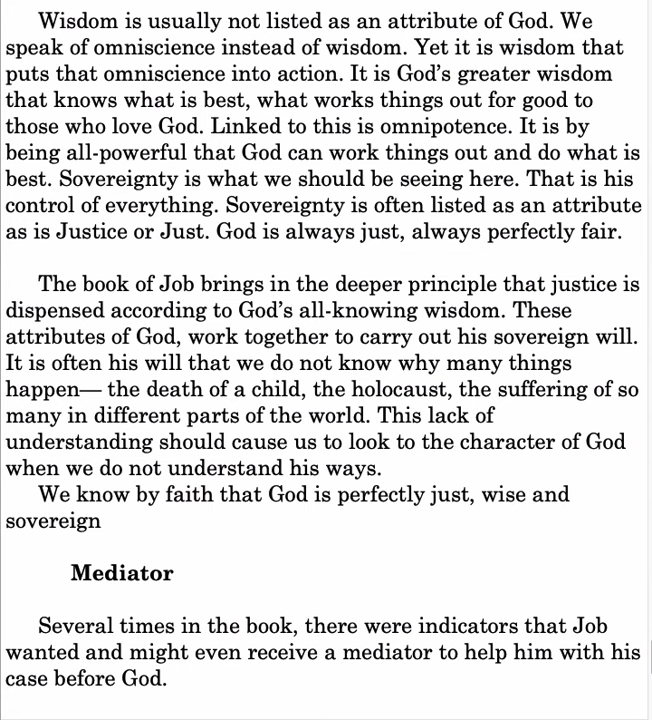 Wisdom is usually not listed as an attribute of God. We
speak of omniscience instead of wisdom. Yet it is wisdom that
puts that omniscience into action. It is God's greater wisdom
that knows what is best, what works things out for good to
those who love God. Linked to this is omnipotence. It is by
being all-powerful that God can work things out and do what is
best. Sovereignty is what we should be seeing here. That is his
control of everything. Sovereignty is often listed as an attribute
as is Justice or Just. God is always just, always perfectly fair.
The book of Job brings in the deeper principle that justice is
dispensed according to God's all-knowing wisdom. These
attributes of God, work together to carry out his sovereign will.
It is often his will that we do not know why many things
happen— the death of a child, the holocaust, the suffering of so
many in different parts of the world. This lack of
understanding should cause us to look to the character of God
when we do not understand his ways.
We know by faith that God is perfectly just, wise and
sovereign
Mediator
Several times in the book, there were indicators that Job
wanted and might even receive a mediator to help him with his
case before God.